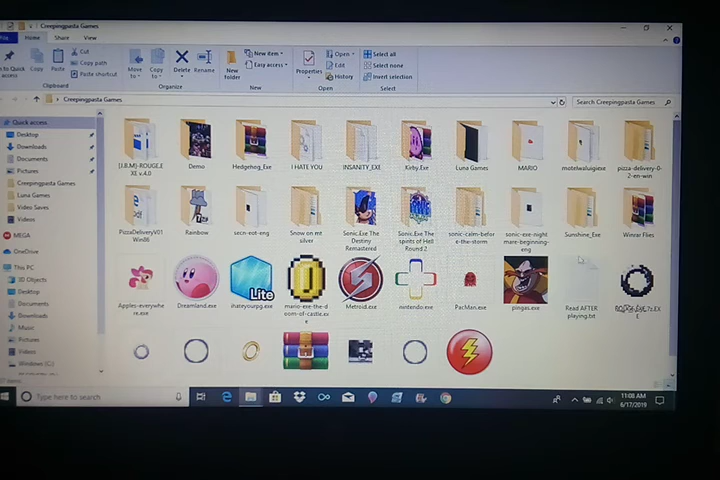 Creepingpasta Games
Home Share View
Pin to Quick access
Copy
Paste
Cut
Copy path
Paste shortcut
Move to
Copy to
Delete
Rename
New folder
New item
Easy access
Properties
Open
Edit
History
Select all
Select none
Invert selection
Clipboard Organize New Open Select
Creepingpasta Games
Search Creepingpasta Games
Quick access
Desktop
Downloads
Documents
Pictures
Creepingpasta Games
Luna Games
Video Saves
Videos
MEGA
OneDrive
This PC
3D Objects
Desktop
Documents
Downloads
Music
Pictures
Videos
Windows (C:)
[J.B.M]-ROUGE.EXE v.4.0
Demo
Hedgehog_Exe
I HATE YOU
INSANITY_EXE
Kirby.Exe
Luna Games
MARIO
motelwaluigiexe
pizza-delivery-0-2-en-win
PizzaDeliveryV01Win86
Rainbow
secn-eot-eng
Snow on mt silver
Sonic.Exe The Destiny Remastered
Sonic.Exe The spirets of Hell Round 2
sonic-calm-before-the-storm
sonic-exe-nightmare-beginning-eng
Sunshine_Exe
Winrar Flies
Apples-everywhere.exe
Dreamland.exe
Lite
ihateyourpg.exe
mario-exe-the-doom-of-castle.exe
Metroid.exe
nintendo.exe
PacMan.exe
pingas.exe
Read AFTER playing.txt
Type here to search
11:08 AM
6/17/2019